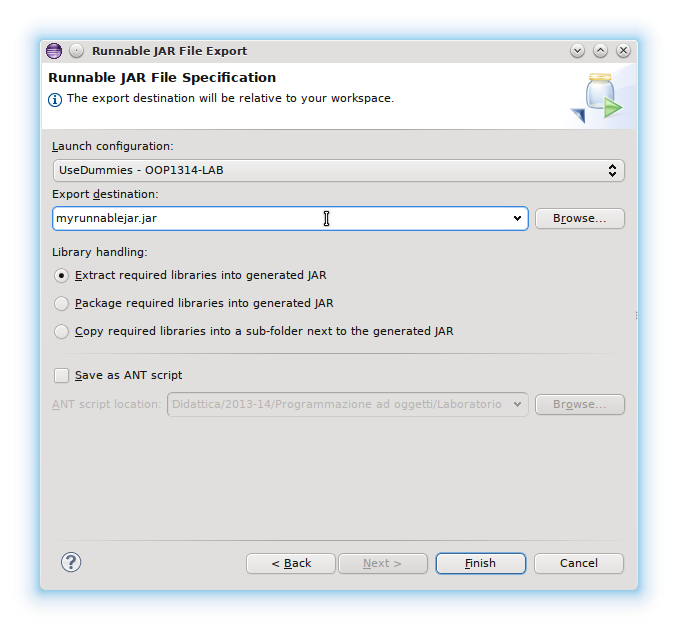 Runnable JAR File Export
Runnable JAR File Specification
The export destination will be relative to your workspace.
Launch configuration:
UseDummies - OOP1314-LAB
Export destination:
myrunnablejar.jar
Browse...
Library handling:
Extract required libraries into generated JAR
Package required libraries into generated JAR
Copy required libraries into a sub-folder next to the generated JAR
Save as ANT script
ANT script location: Didattica/2013-14/Programmazione ad oggetti/Laboratorio Browse...
? < Back Next > Finish Cancel